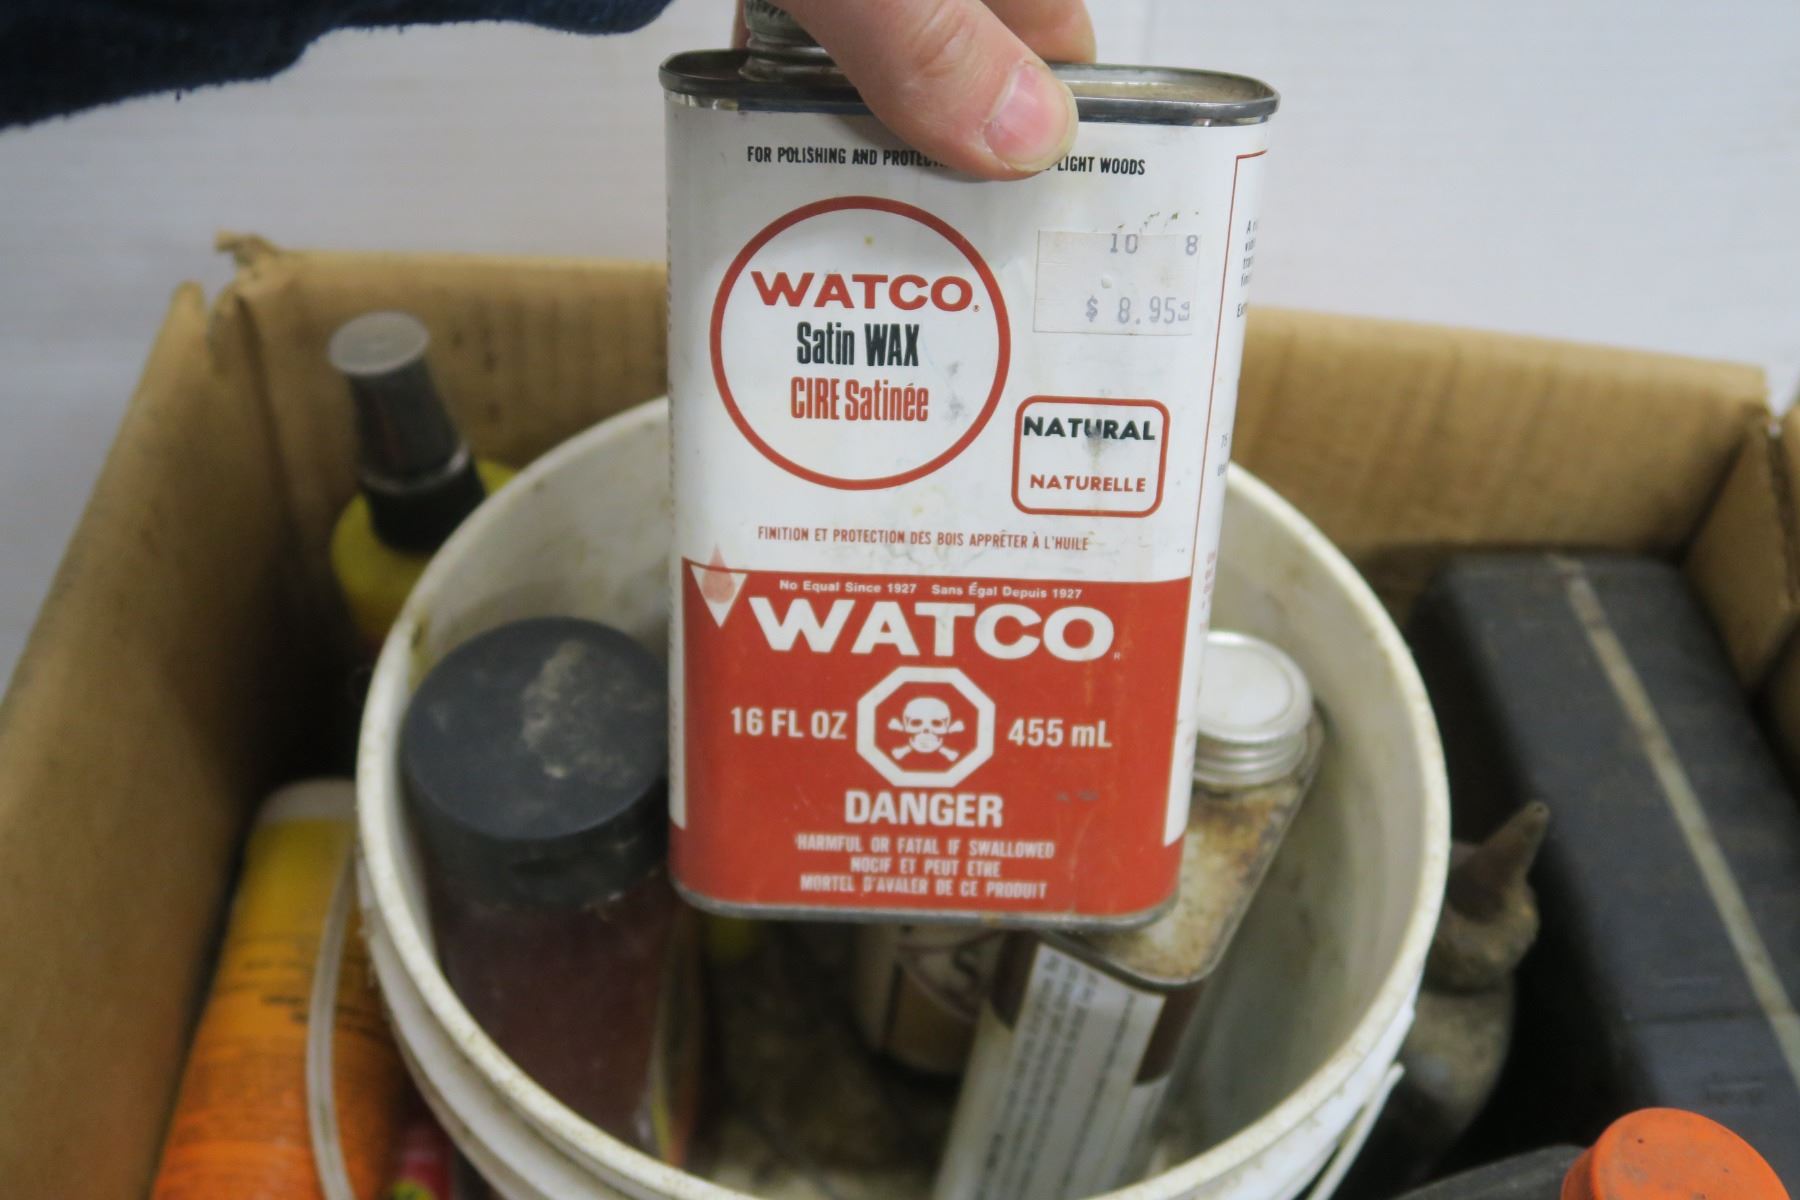 FOR POLISHING AND LIGHT WOODS
10 8
$ 8.95
WATCO
Satin WAX
CIRE Satinée
NATURAL
NATURELLE
FINITION ET PROTECTION DES BOIS APPRÊTER À L'HUILE
No Equal Since 1927 Sans Égal Depuis 1927
WATCO
16 FL OZ 455 mL
DANGER
HARMFUL OR FATAL IF SWALLOWED
NOCIF ET PEUT ETRE
MORTEL D'AVALER DE CE PRODUIT